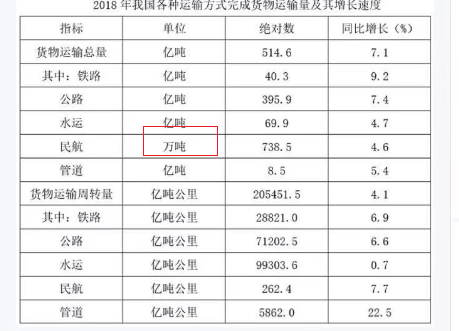 2018 年我国各种运输方式完成货物运输量及其增长速度
指标 单位 绝对数 同比增长（%）
货物运输总量 亿吨 514.6 7.1
其中：铁路 亿吨 40.3 9.2
公路 亿吨 395.9 7.4
水运 亿吨 69.9 4.7
民航 万吨 738.5 4.6
管道 亿吨 8.5 5.4
货物运输周转量 亿吨公里 205451.5 4.1
其中：铁路 亿吨公里 28821.0 6.9
公路 亿吨公里 71202.5 6.6
水运 亿吨公里 99303.6 0.7
民航 亿吨公里 262.4 7.7
管道 亿吨公里 5862.0 22.5